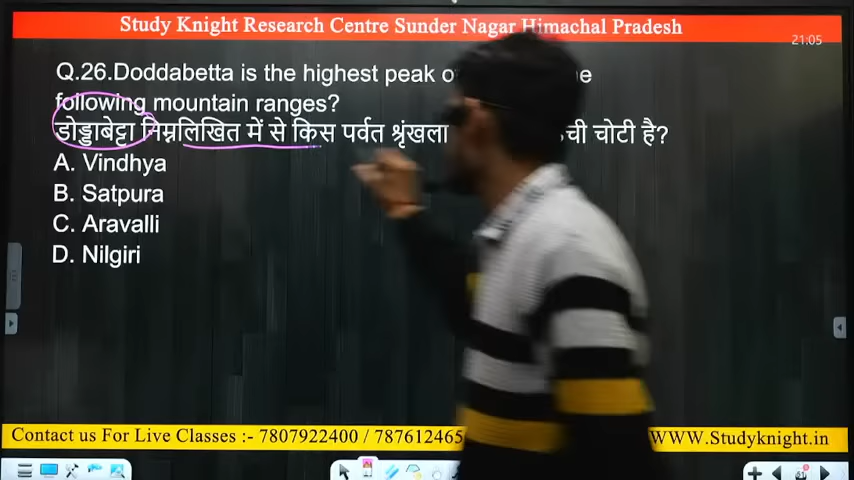 Study Knight Research Centre Sunder Nagar Himachal Pradesh
21:05
Q.26.Doddabetta is the highest peak
following mountain ranges?
डोड्डाबेट्टा निम्नलिखित में से किस पर्वत श्रृंखला चोटी है?
A. Vindhya
B. Satpura
C. Aravalli
D. Nilgiri
Contact us For Live Classes :- 7807922400 / WWW.Studyknight.in